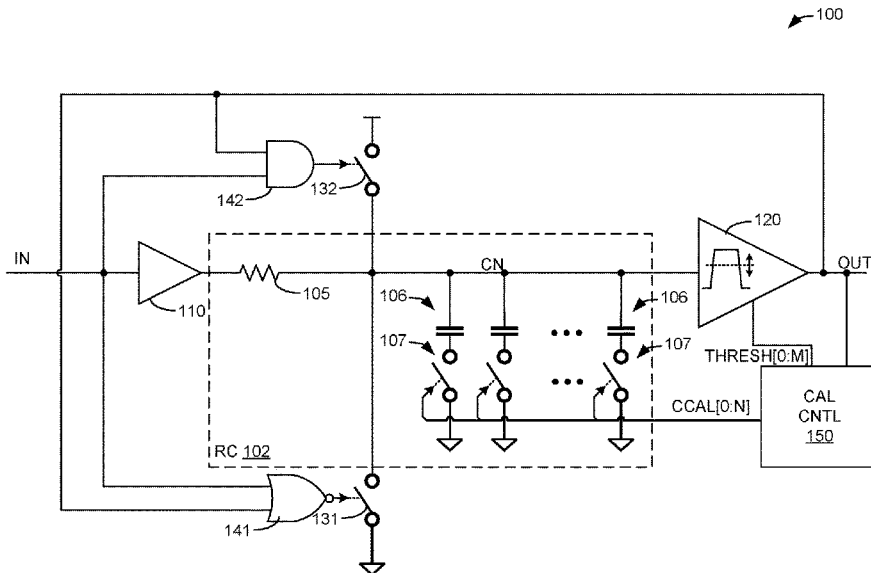 100
142
132
120
IN
CN
OUT
110
105
106
106
107
107
THRESH[0:M]
CCAL[0:N]
CAL
CNTL
150
RC 102
141
131